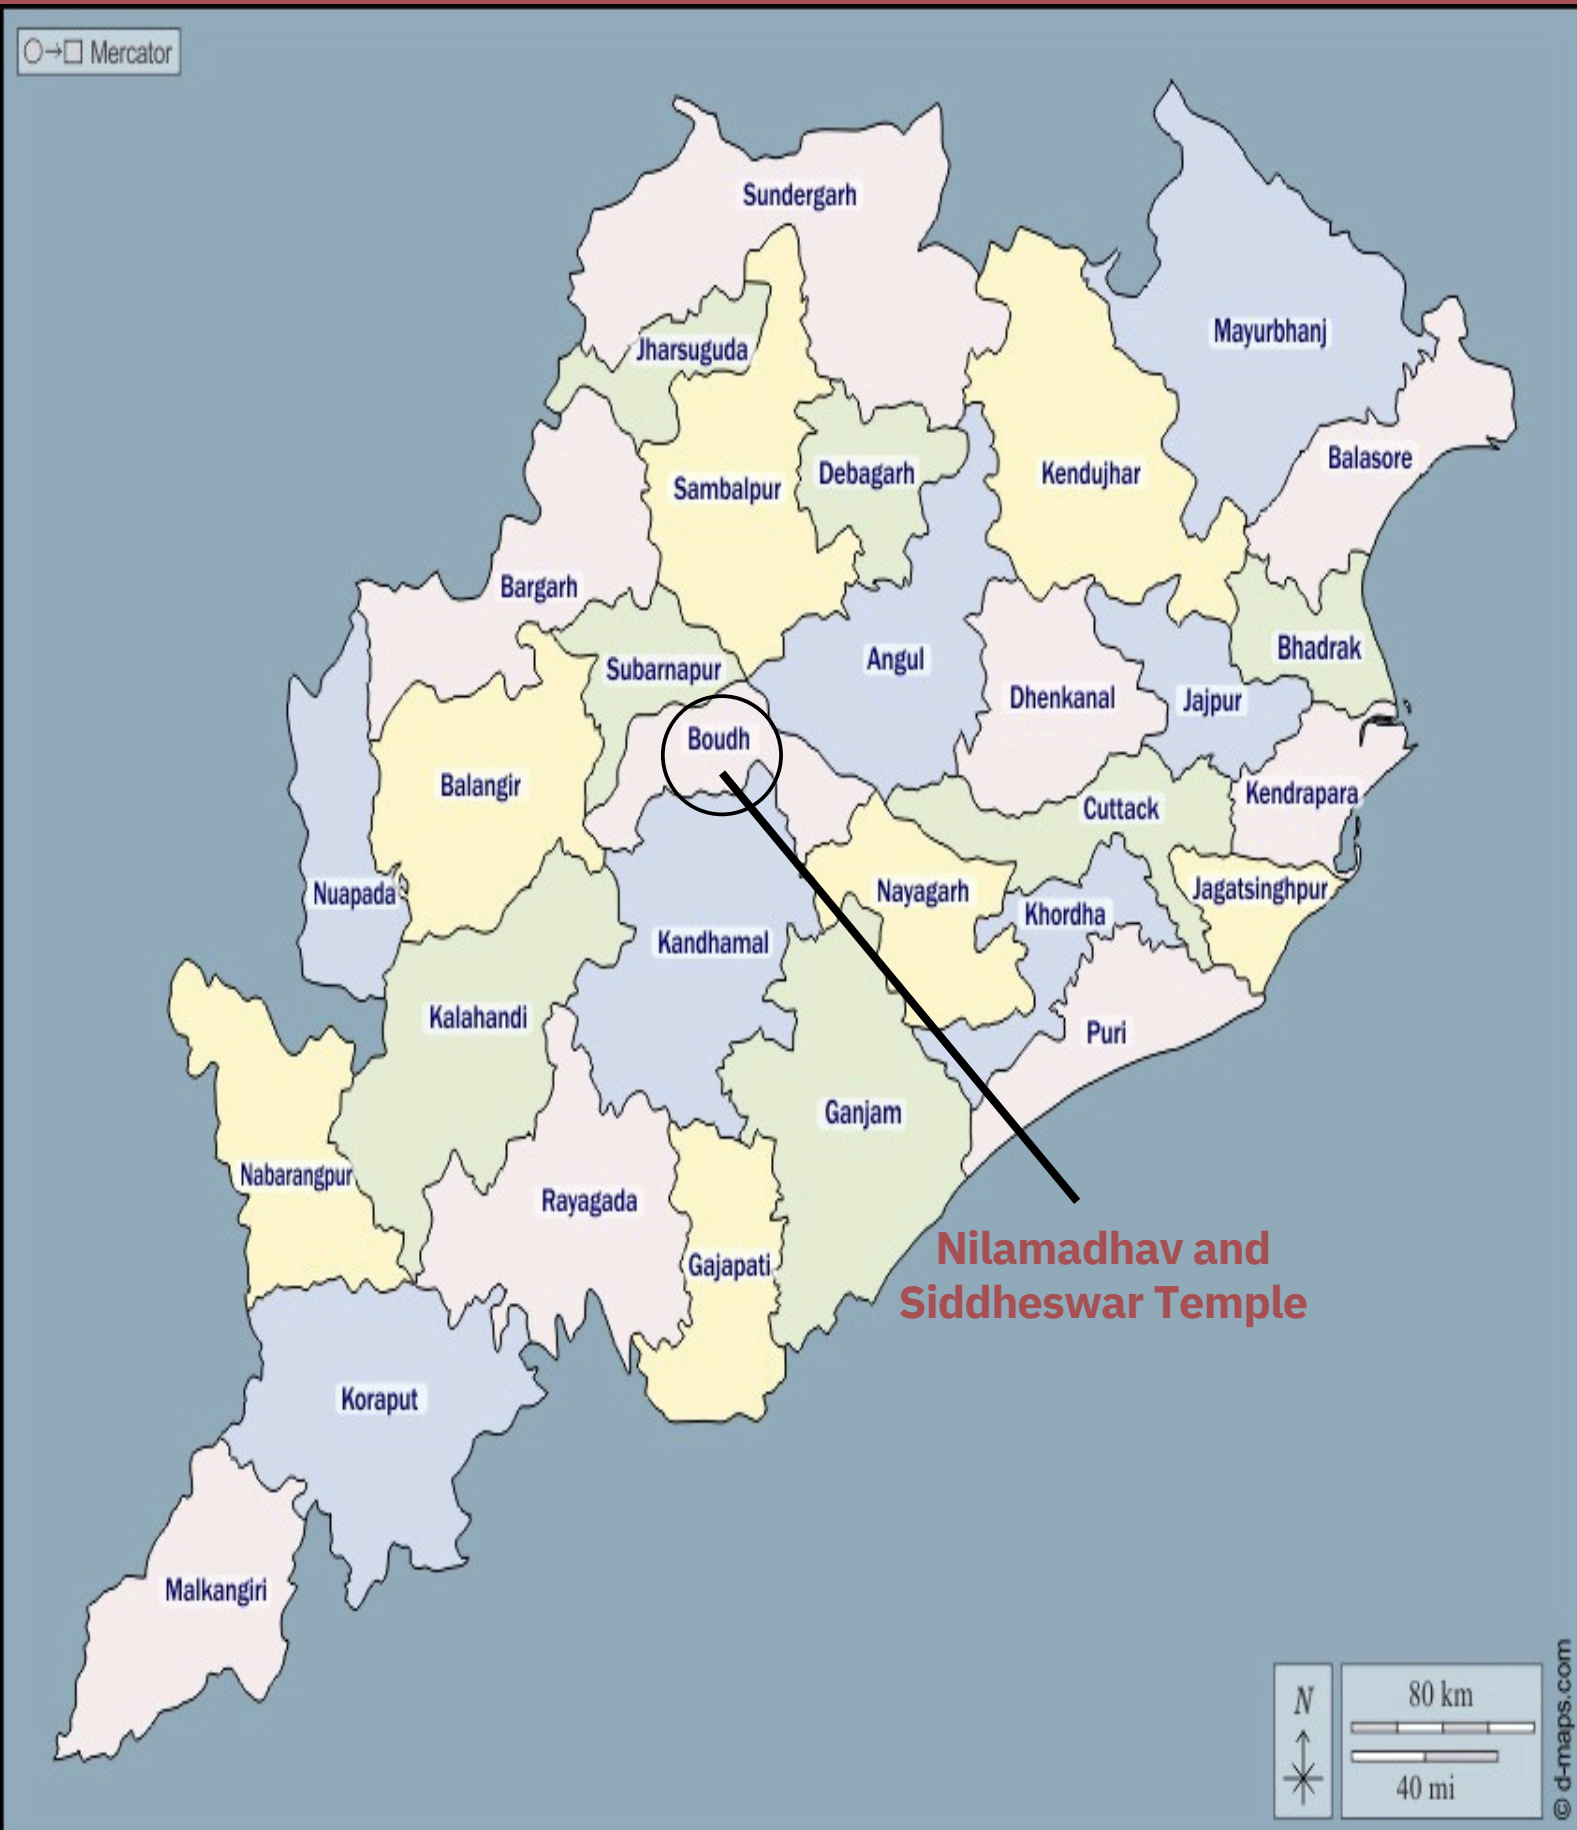 ○→□ Mercator
Sundergarh
Mayurbhanj
Jharsuguda
Balasore
Debagarh
Kendujhar
Sambalpur
Bargarh
Bhadrak
Angul
Subarnapur
Dhenkanal
Jajpur
Boudh
Balangir
Kendrapara
Cuttack
Nuapada
Nayagarh
Jagatsinghpur
Khordha
Kandhamal
Kalahandi
Puri
Ganjam
Nabarangpur
Rayagada
Nilamadhav and
Siddheswar Temple
Gajapati
Koraput
Malkangiri
N
80 km
40 mi
© d-maps.com